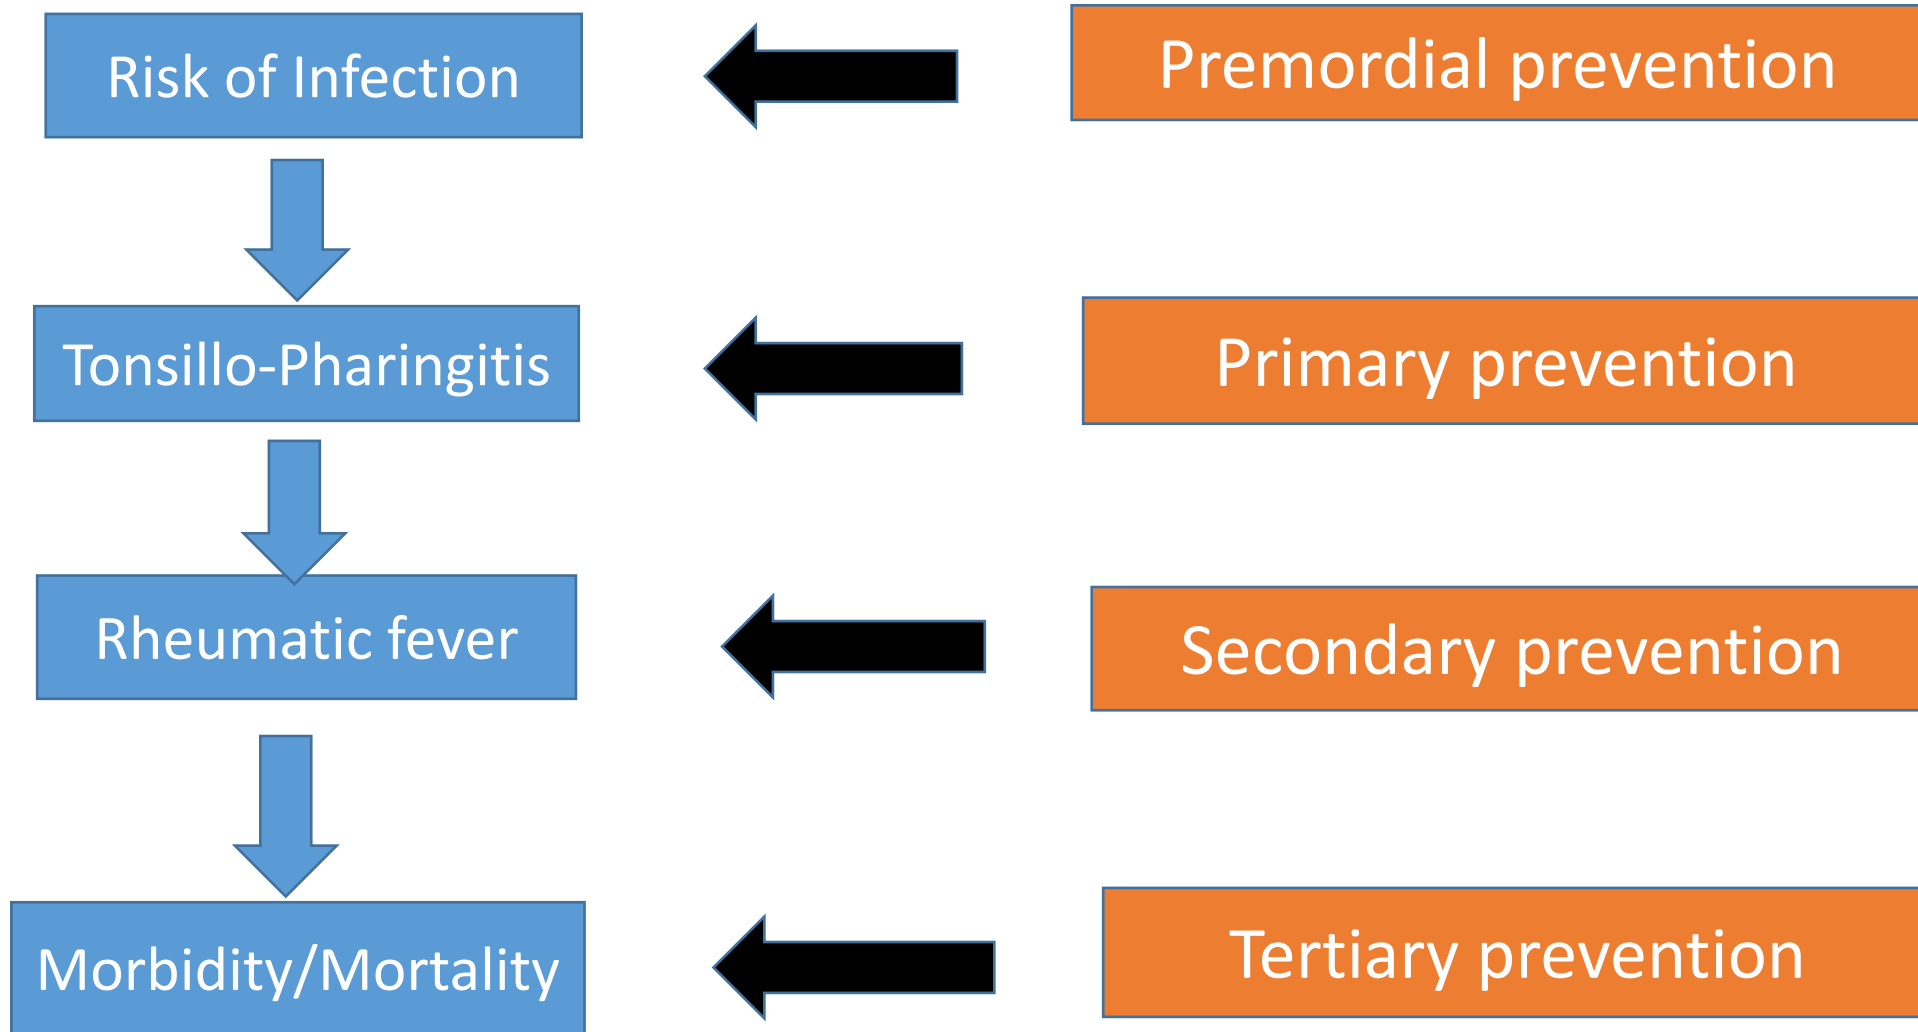 Risk of Infection
Premordial prevention
Tonsillo-Pharingitis
Primary prevention
Rheumatic fever
Secondary prevention
Morbidity/Mortality
Tertiary prevention